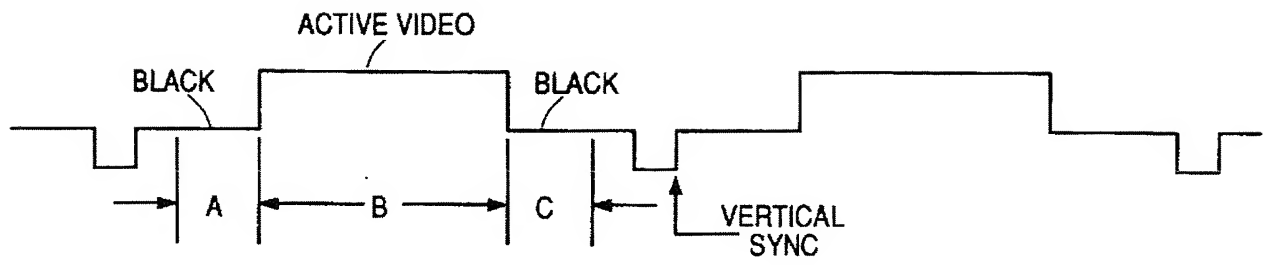 ACTIVE VIDEO
BLACK
BLACK
A
B
C
VERTICAL
SYNC